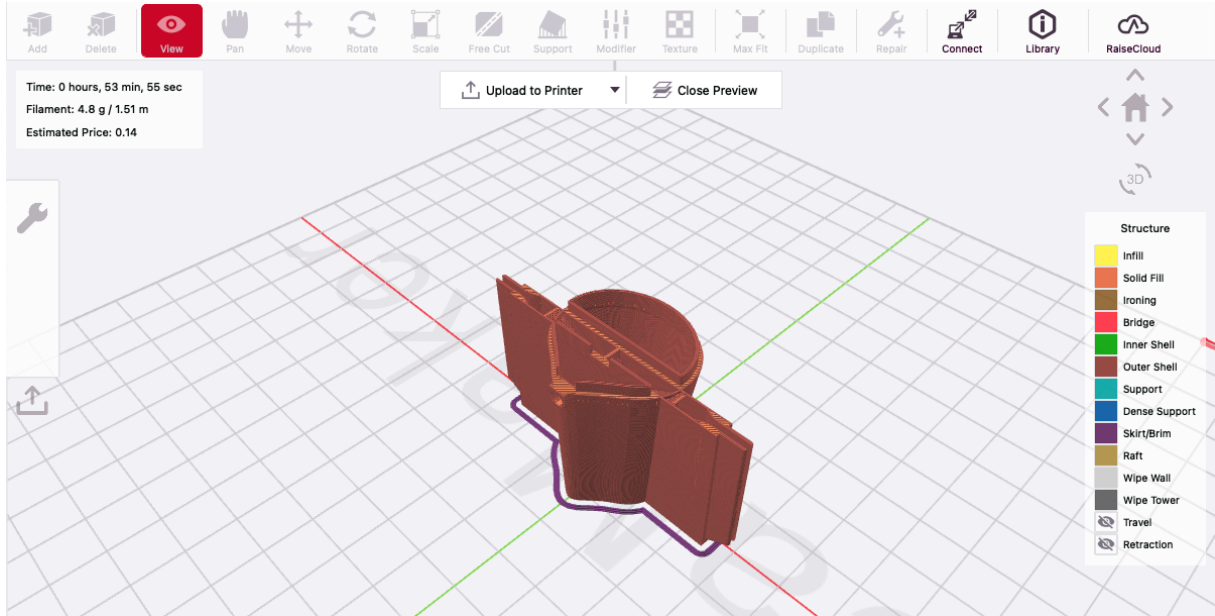 Add
Delete
View
Pan
Move
Rotate
Scale
Free Cut
Support
Modifier
Texture
Max Fit
Duplicate
Repair
Connect
Library
RaiseCloud
Time: 0 hours, 53 min, 55 sec
Filament: 4.8 g / 1.51 m
Estimated Price: 0.14
Upload to Printer
Close Preview
3D
Structure
Infill
Solid Fill
Ironing
Bridge
Inner Shell
Outer Shell
Support
Dense Support
Skirt/Brim
Raft
Wipe Wall
Wipe Tower
Travel
Retraction